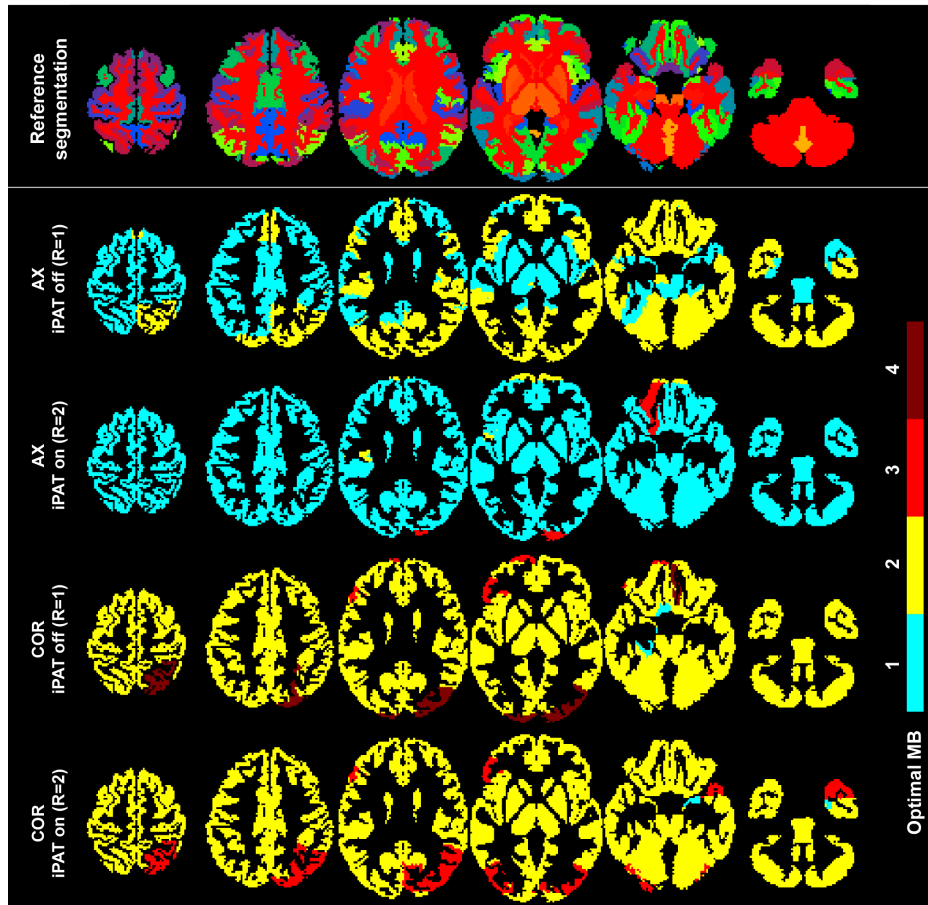 Reference
segmentation
AX
iPAT off (R=1)
AX
iPAT on (R=2)
COR
iPAT off (R=1)
COR
iPAT on (R=2)
Optimal MB
1 2 3 4